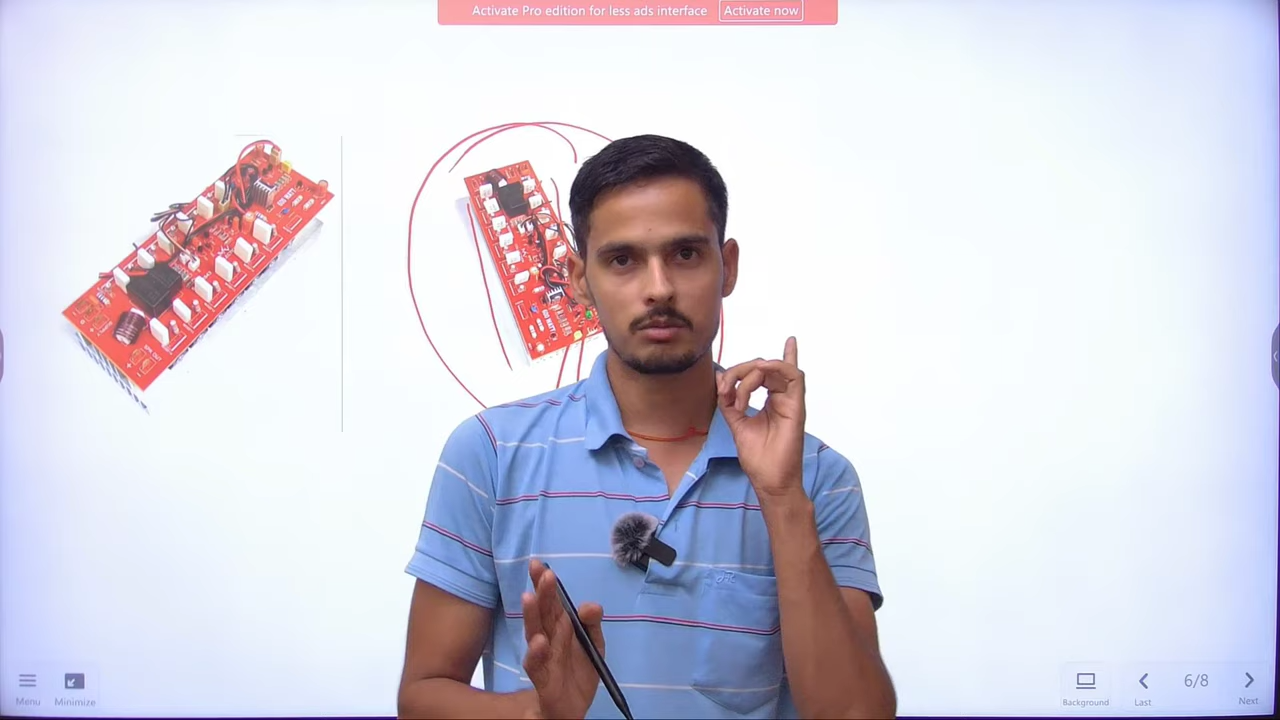 Activate Pro edition for less ads interface Activate now
Menu
Minimize
Background
Last
6/8
Next